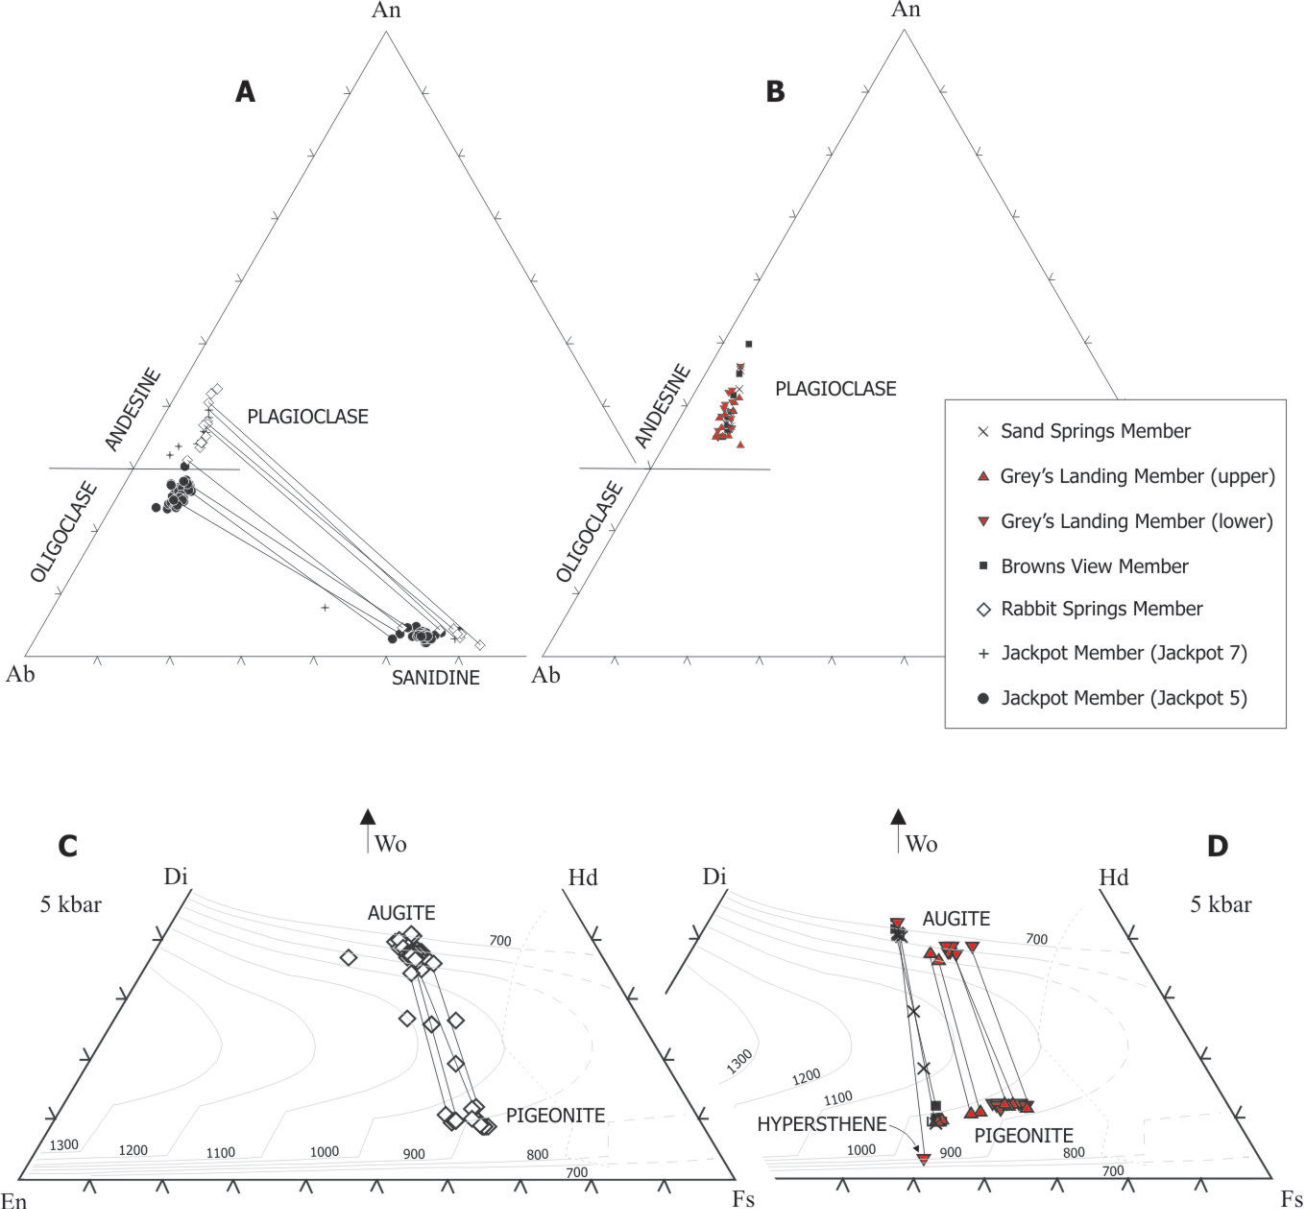 An
An
A
B
ANDESINE
PLAGIOCLASE
OLIGOCLASE
Ab
SANIDINE
ANDESINE
PLAGIOCLASE
OLIGOCLASE
Ab
Sand Springs Member
Grey's Landing Member (upper)
Grey's Landing Member (lower)
Browns View Member
Rabbit Springs Member
Jackpot Member (Jackpot 7)
Jackpot Member (Jackpot 5)
C
Wo
Di
Hd
5 kbar
AUGITE
700
PIGEONITE
1300
1200
1100
1000
900
800
700
En
Fs
Wo
D
Di
Hd
5 kbar
AUGITE
700
1300
1200
1100
HYPERSTHENE
PIGEONITE
1000
900
800
700
Fs